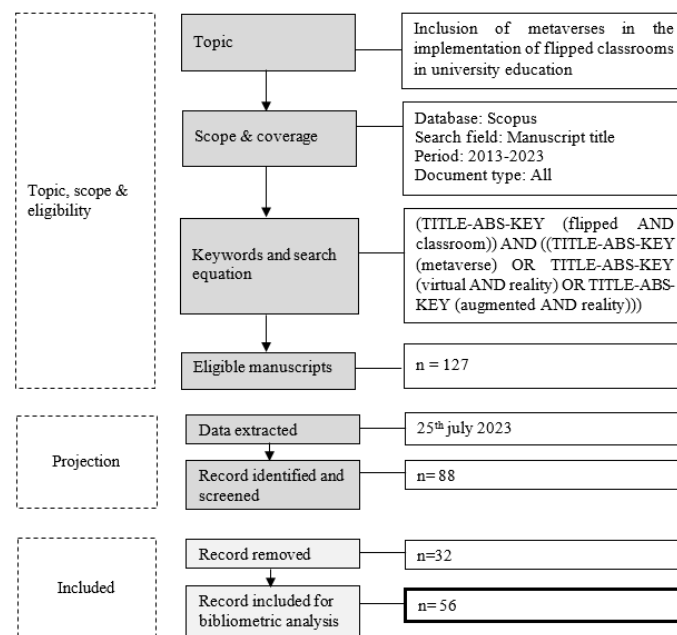 Topic
Inclusion of metaverses in the
implementation of flipped classrooms
in university education
Topic, scope &
eligibility
Scope & coverage
Database: Scopus
Search field: Manuscript title
Period: 2013-2023
Document type: All
Keywords and search
equation
(TITLE-ABS-KEY (flipped AND
classroom)) AND ((TITLE-ABS-KEY
(metaverse) OR TITLE-ABS-KEY
(virtual AND reality) OR TITLE-ABS-
KEY (augmented AND reality)))
Eligible manuscripts
n = 127
Projection
Data extracted
25th july 2023
Record identified and
screened
n= 88
Included
Record removed
n=32
Record included for
bibliometric analysis
n= 56